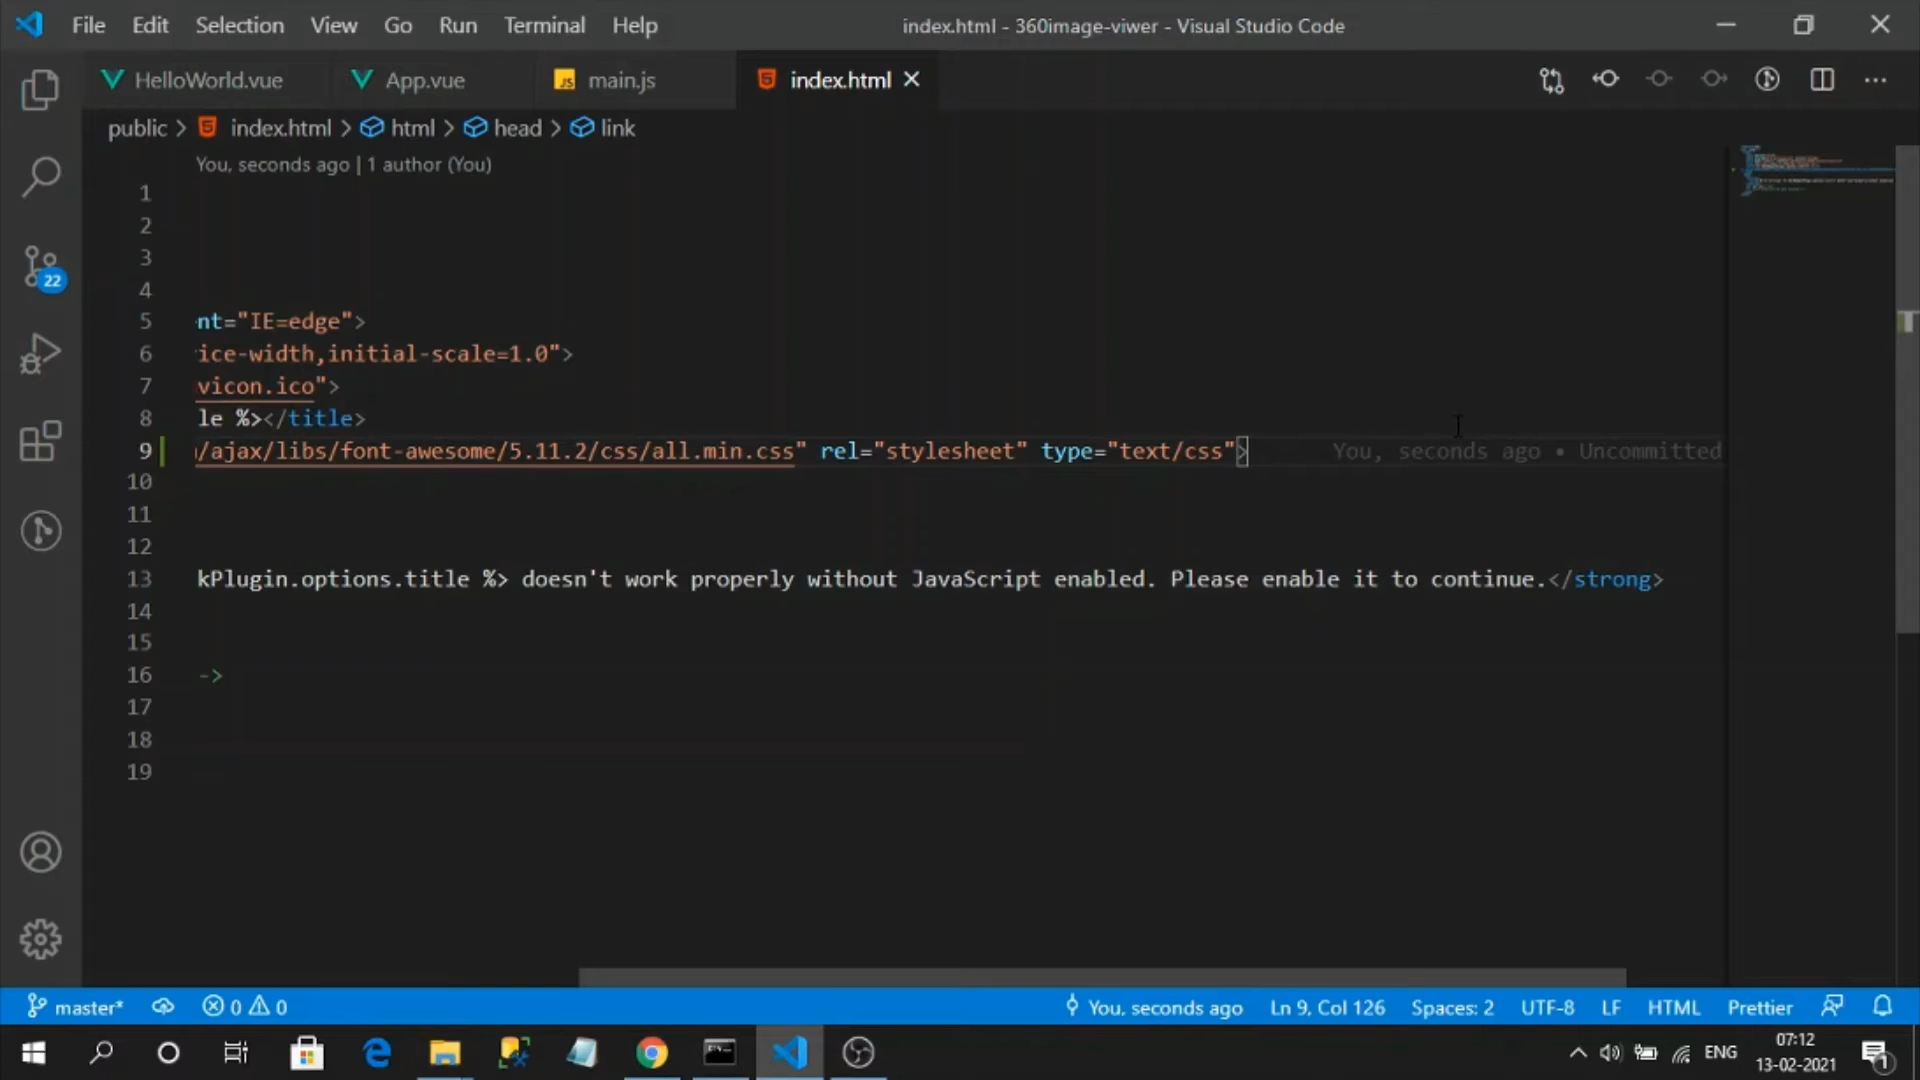 File Edit Selection View Go Run Terminal Help index.html - 360image-viwer - Visual Studio Code
HelloWorld.vue App.vue JS main.js index.html
public > index.html > html > head > link
You, seconds ago | 1 author (You)
1
2
3
4
5 nt="IE=edge">
6 ice-width,initial-scale=1.0">
7 vicon.ico">
8 le %></title>
9 /ajax/libs/font-awesome/5.11.2/css/all.min.css" rel="stylesheet" type="text/css"> You, seconds ago • Uncommitted
10
11
12
13 kPlugin.options.title %> doesn't work properly without JavaScript enabled. Please enable it to continue.</strong>
14
15
16 ->
17
18
19
22
master* 0 0 You, seconds ago Ln 9, Col 126 Spaces: 2 UTF-8 LF HTML Prettier
ENG 07:12
13-02-2021
1